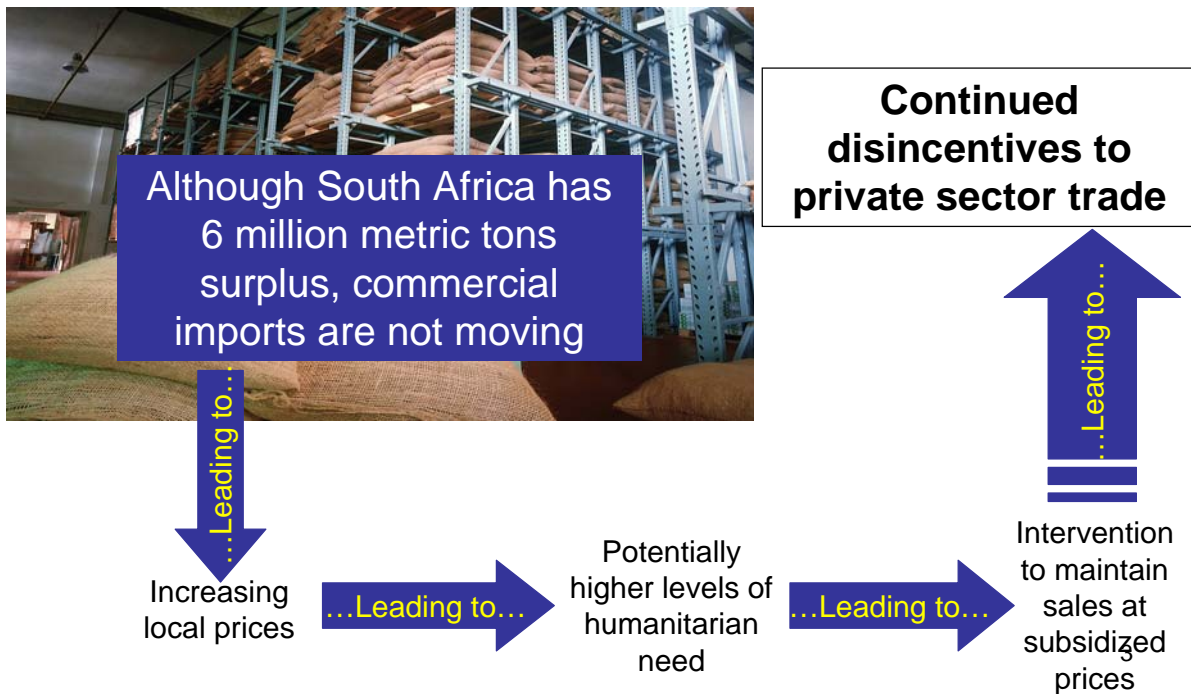 Although South Africa has
6 million metric tons
surplus, commercial
imports are not moving
…Leading to…
Increasing
local prices
…Leading to…
Potentially
higher levels of
humanitarian
need
…Leading to…
Intervention
to maintain
sales at
subsidized
prices
3
…Leading to…
Continued
disincentives to
private sector trade